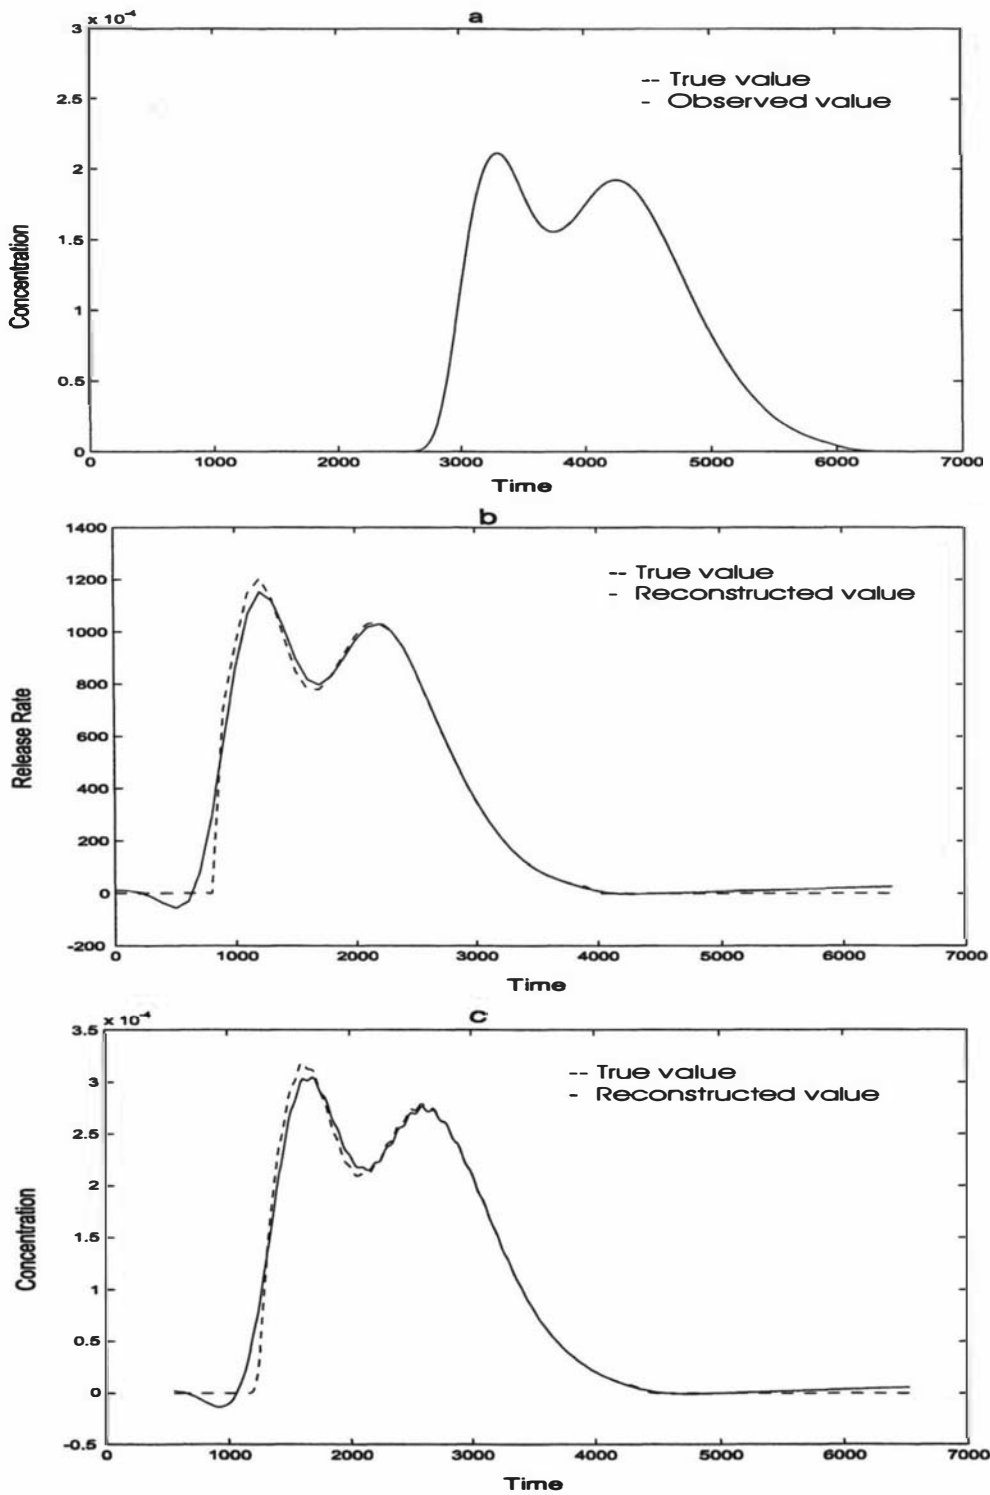 a
x 10⁻⁴
3
2.5
2
1.5
1
0.5
0
-- True value
- Observed value
Concentration
0 1000 2000 3000 4000 5000 6000 7000
Time
b
1400
1200
1000
800
600
400
200
0
-200
-- True value
- Reconstructed value
Release Rate
0 1000 2000 3000 4000 5000 6000 7000
Time
c
x 10⁻⁴
3.5
3
2.5
2
1.5
1
0.5
0
-0.5
-- True value
- Reconstructed value
Concentration
0 1000 2000 3000 4000 5000 6000 7000
Time